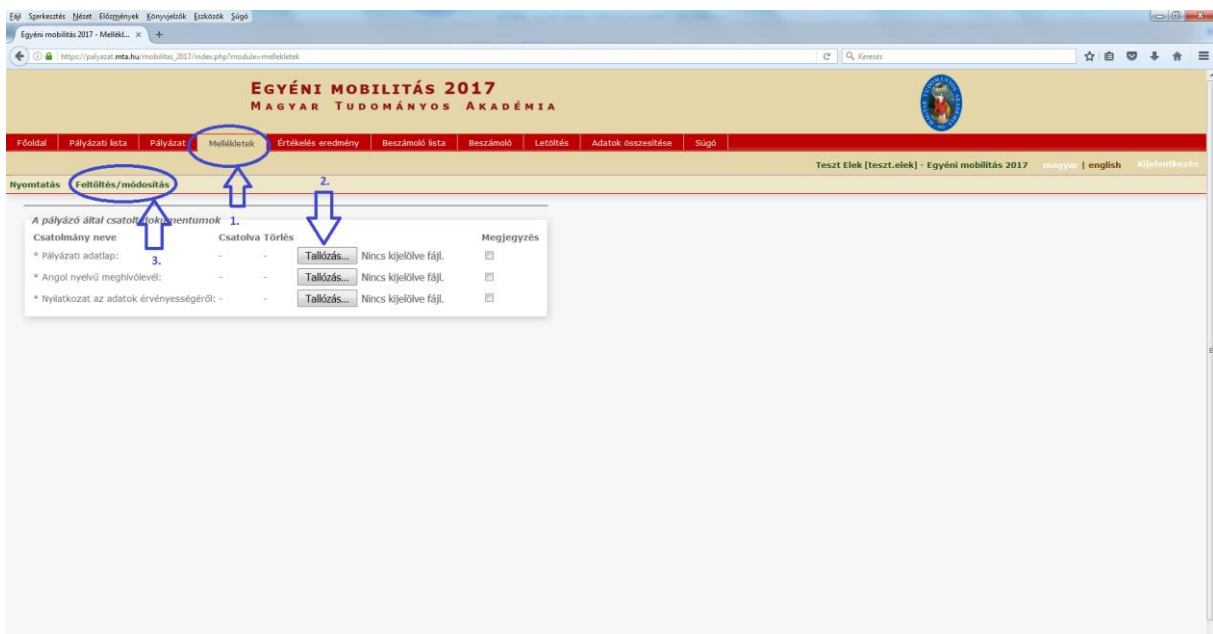 Fájl Szerkesztés Nézet Előzmények Könyvjelzők Eszközök Súgó
Egyéni mobilitás 2017 - Mellékl... × +
https://palyazat.mta.hu/mobilitas_2017/index.php?module=mellekletek Keresés
EGYÉNI MOBILITÁS 2017
MAGYAR TUDOMÁNYOS AKADÉMIA
Főoldal Pályázati lista Pályázat Mellékletek Értékelés eredmény Beszámoló lista Beszámoló Letöltés Adatok összesítése Súgó
Teszt Elek [teszt.elek] - Egyéni mobilitás 2017 magyar | english Kijelentkezés
Nyomtatás Feltöltés/módosítás
1.
2.
3.
A pályázó által csatolt dokumentumok
Csatolmány neve Csatolva Törlés Megjegyzés
* Pályázati adatlap: - - Tallózás... Nincs kijelölve fájl.
* Angol nyelvű meghívólevél: - - Tallózás... Nincs kijelölve fájl.
* Nyilatkozat az adatok érvényességéről: - - Tallózás... Nincs kijelölve fájl.